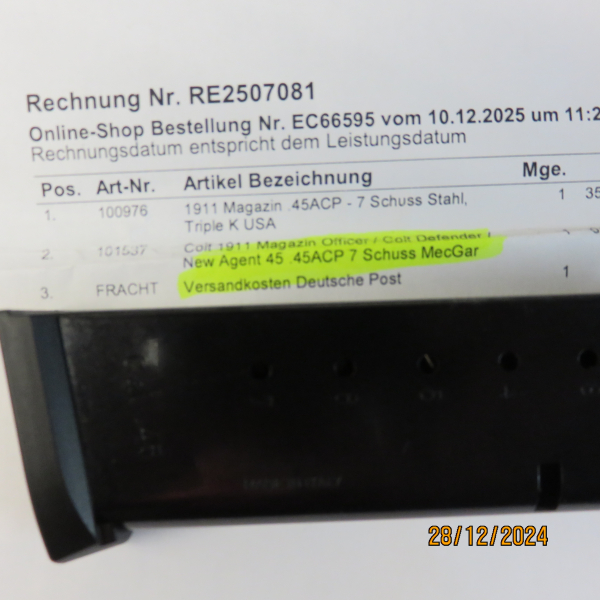 Rechnung Nr. RE2507081
Online-Shop Bestellung Nr. EC66595 vom 10.12.2025 um 11:2
Rechnungsdatum entspricht dem Leistungsdatum
Pos. Art-Nr. Artikel Bezeichnung Mge.
1. 100976 1911 Magazin .45ACP - 7 Schuss Stahl, 1 35
Triple K USA
2. 101537 Colt 1911 Magazin Officer / Colt Defender /
New Agent 45 .45ACP 7 Schuss MecGar
3. FRACHT Versandkosten Deutsche Post 1
28/12/2024